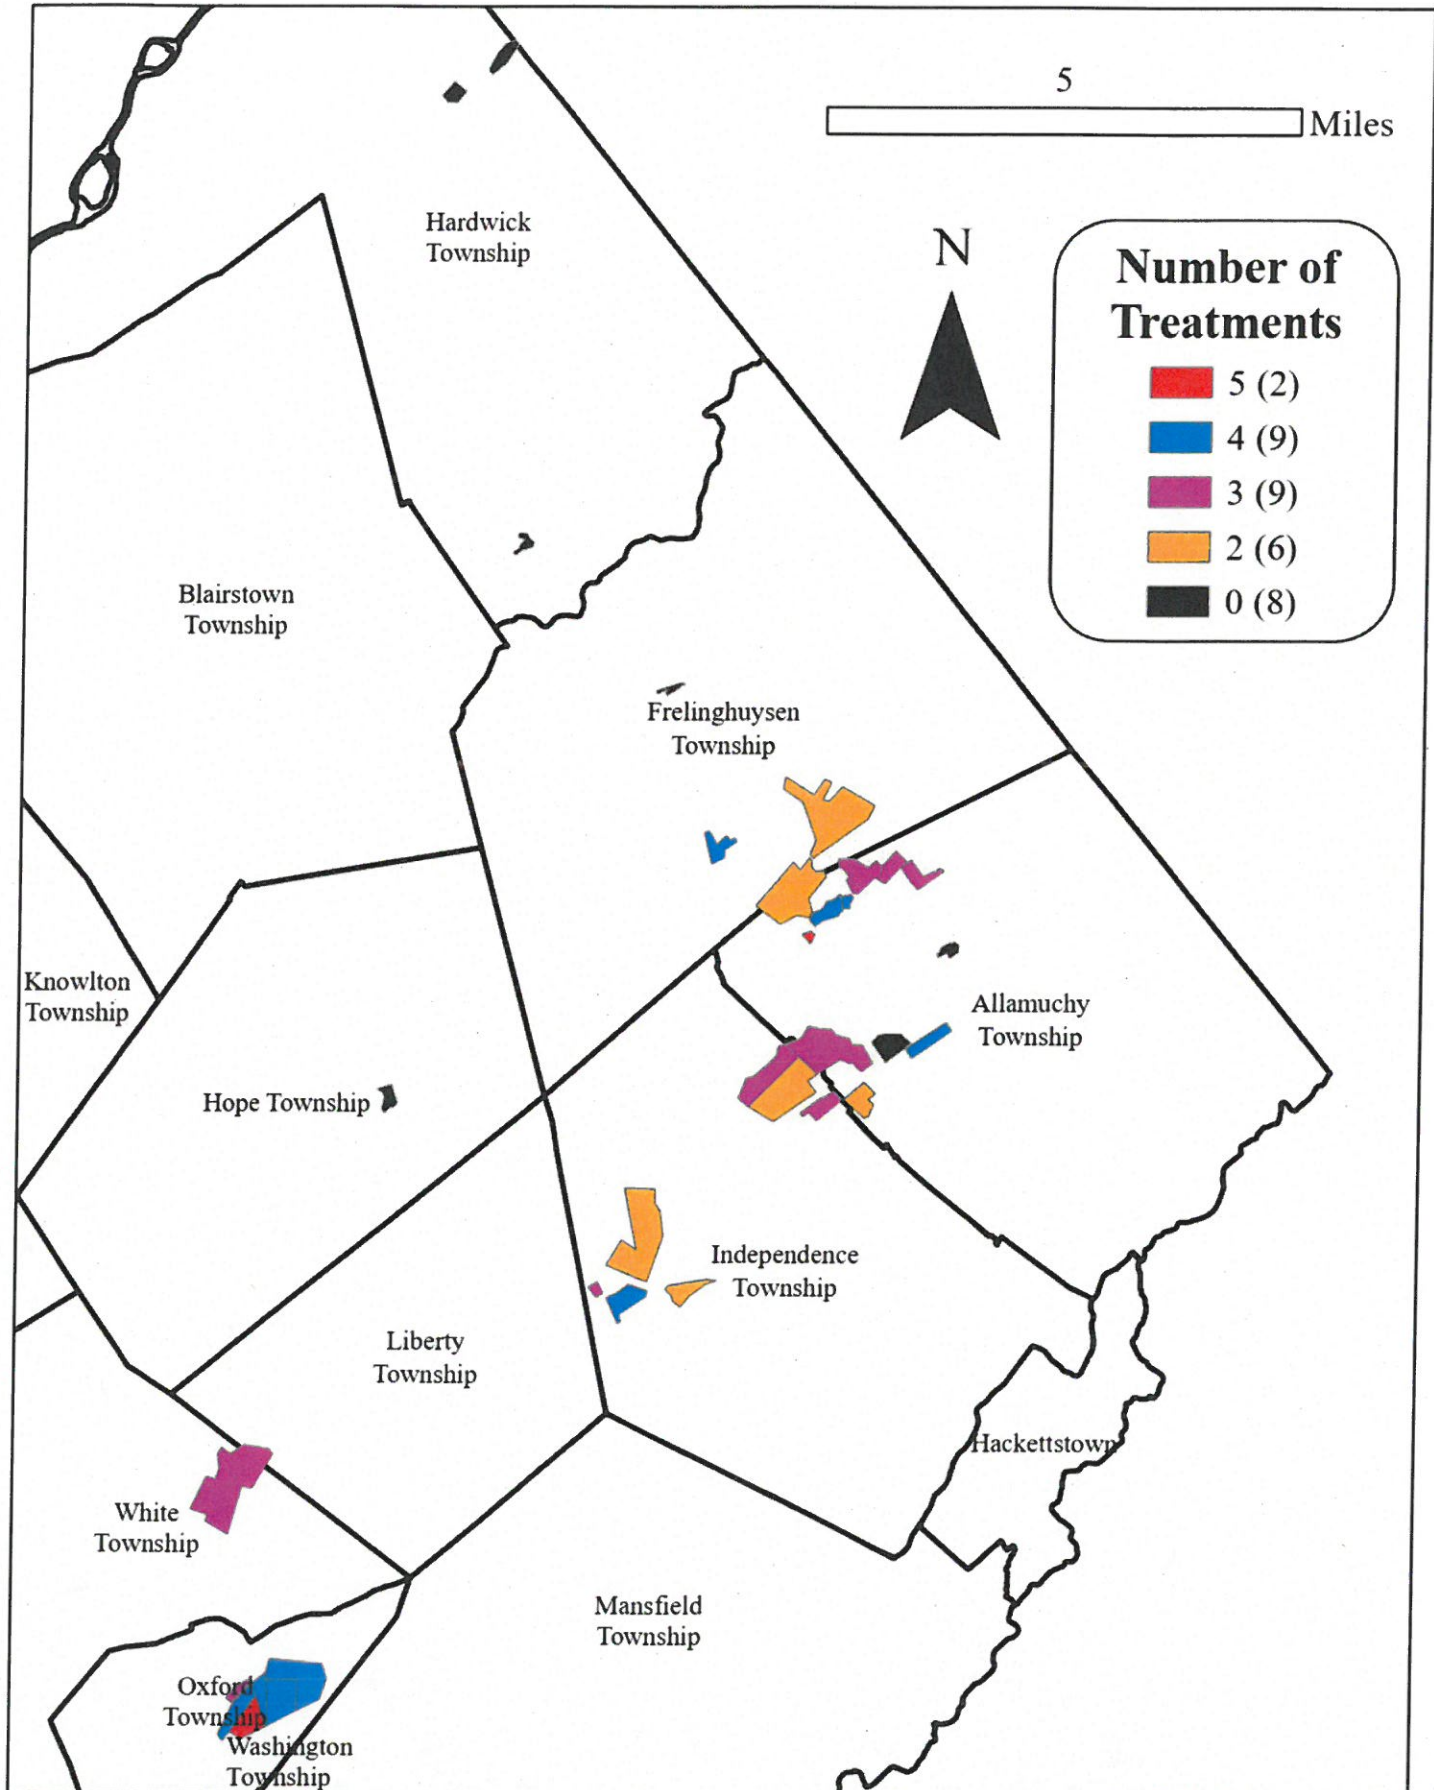 5
Miles
Hardwick
Township
N
Number of
Treatments
5 (2)
4 (9)
3 (9)
2 (6)
0 (8)
Blairstown
Township
Frelinghuysen
Township
Knowlton
Township
Allamuchy
Township
Hope Township
Independence
Township
Liberty
Township
Hackettstown
White
Township
Mansfield
Township
Oxford
Township
Washington
Township